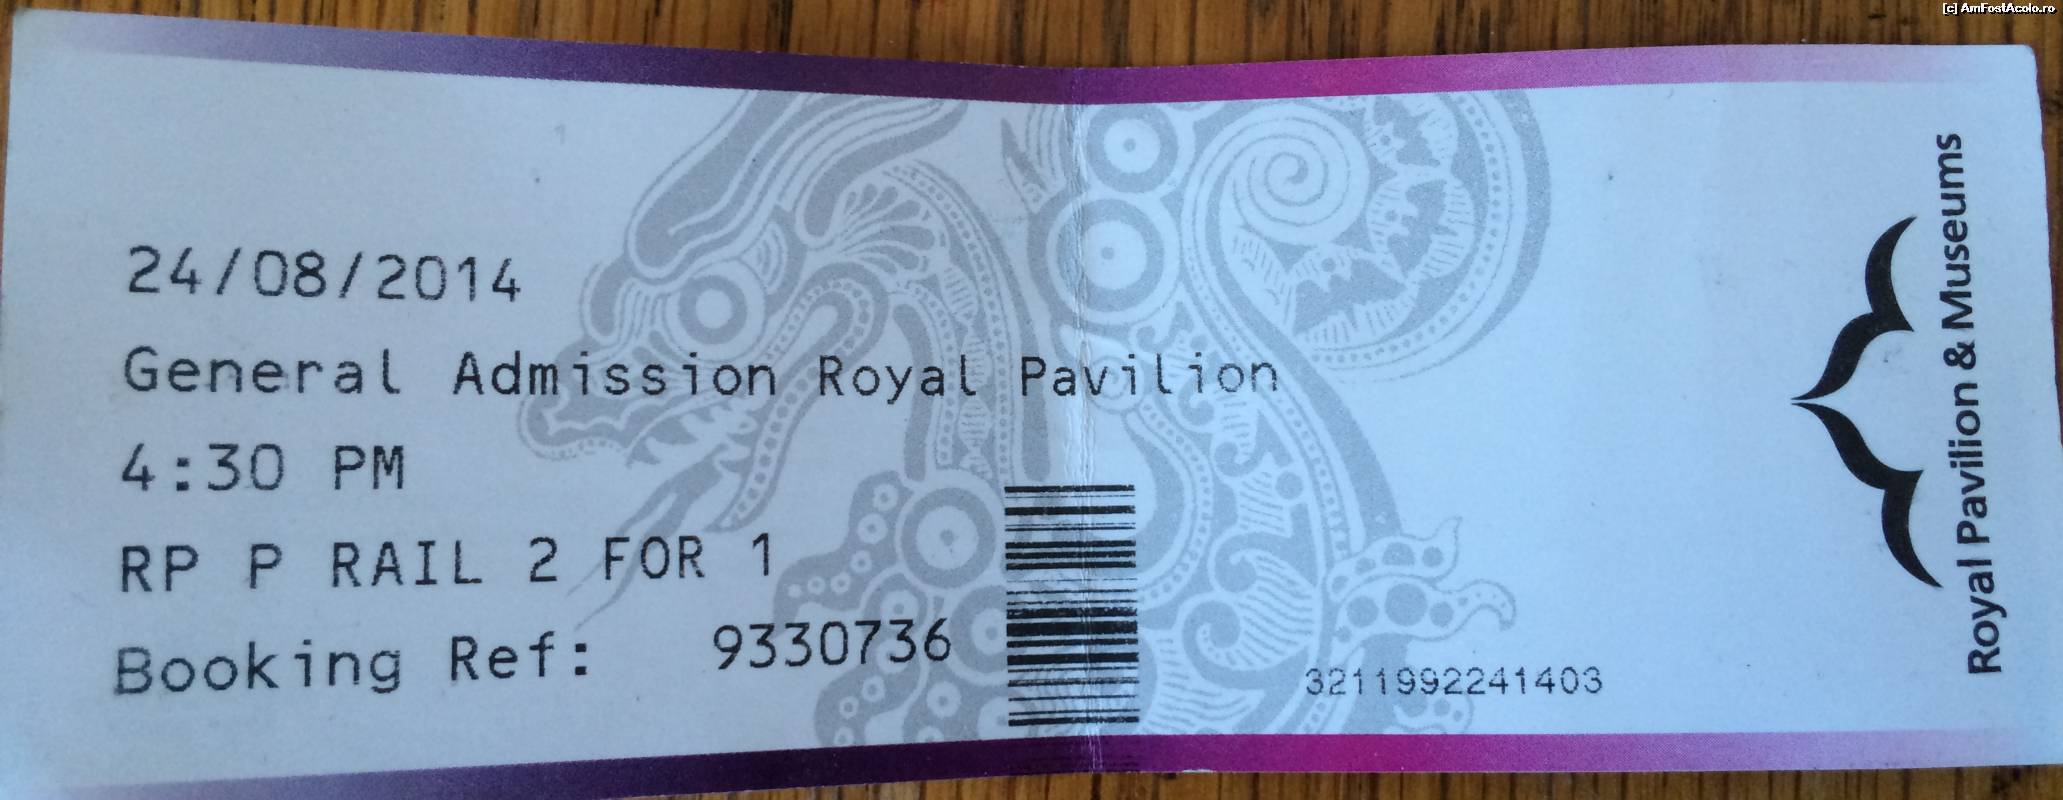 [c] AmFostAcolo.ro
24/08/2014
General Admission Royal Pavilion
4:30 PM
RP P RAIL 2 FOR 1
Booking Ref: 9330736
3211992241403
Royal Pavilion & Museums